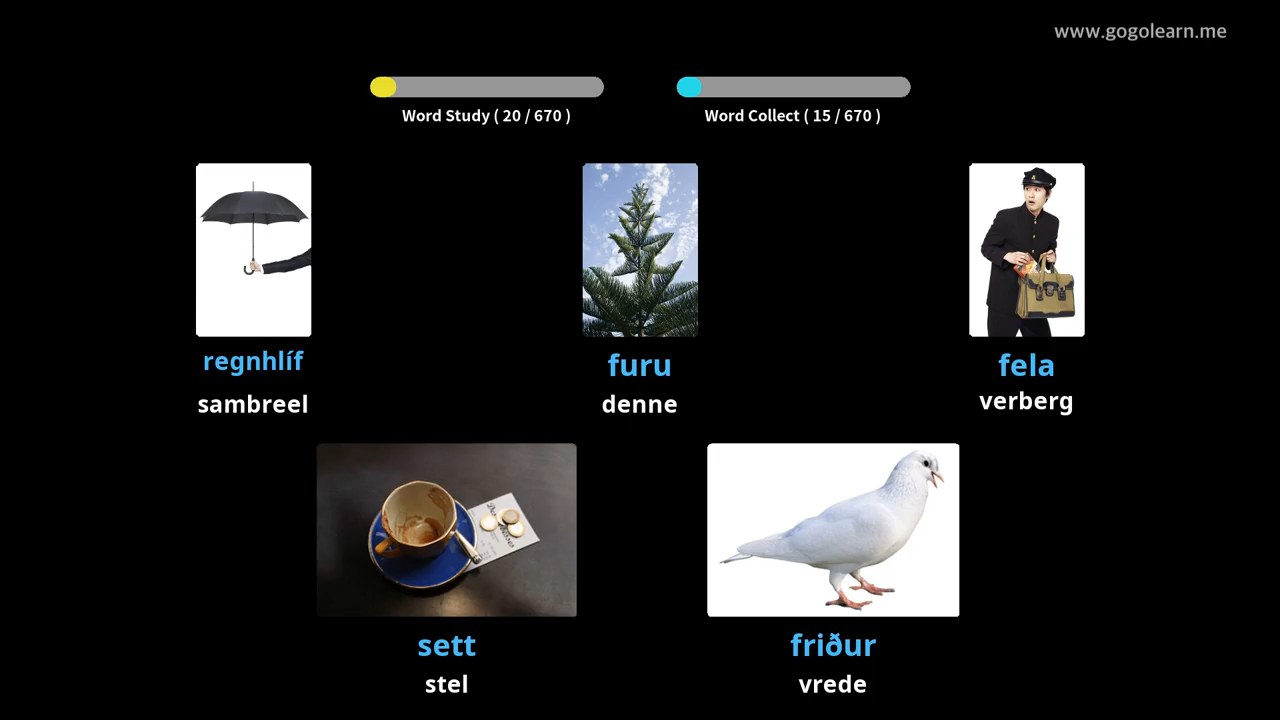 www.gogolearn.me
Word Study ( 20 / 670 )
Word Collect ( 15 / 670 )
regnhlíf
sambreel
furu
denne
fela
verberg
sett
stel
friður
vrede